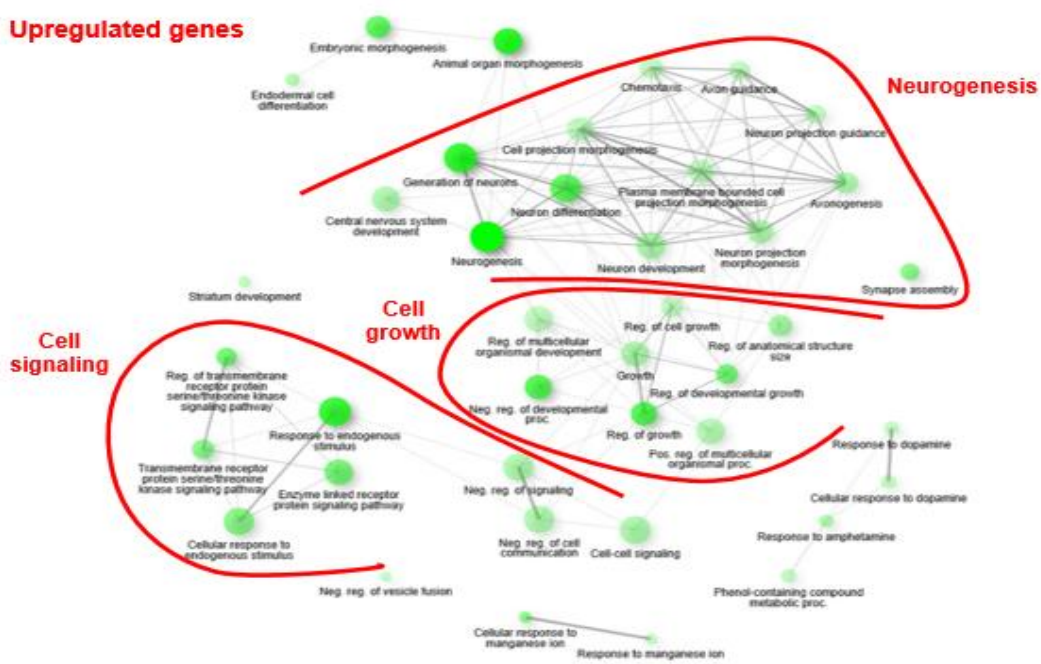 Upregulated genes
Embryonic morphogenesis
Animal organ morphogenesis
Endodermal cell
differentiation
Neurogenesis
Chemotaxis
Axon guidance
Neuron projection guidance
Cell projection morphogenesis
Generation of neurons
Plasma membrane bounded cell
projection morphogenesis
Axonogenesis
Neuron differentiation
Central nervous system
development
Neurogenesis
Neuron development
Neuron projection
morphogenesis
Synapse assembly
Striatum development
Cell
growth
Reg. of cell growth
Reg. of multicellular
organismal development
Reg. of anatomical structure
size
Growth
Reg. of developmental growth
Neg. reg. of developmental
proc.
Reg. of growth
Pos. reg. of multicellular
organismal proc.
Cell
signaling
Reg. of transmembrane
receptor protein
serine/threonine kinase
signaling pathway
Response to endogenous
stimulus
Transmembrane receptor
protein serine/threonine
kinase signaling pathway
Enzyme linked receptor
protein signaling pathway
Cellular response to
endogenous stimulus
Neg. reg. of signaling
Neg. reg. of cell
communication
Cell-cell signaling
Neg. reg. of vesicle fusion
Response to dopamine
Cellular response to dopamine
Response to amphetamine
Phenol-containing compound
metabolic proc.
Cellular response to
manganese ion
Response to manganese ion